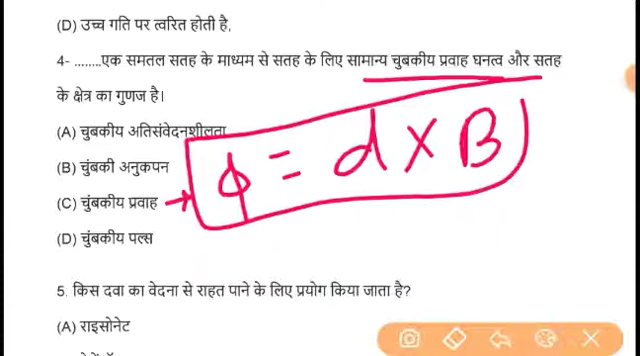 (D) उच्च गति पर त्वरित होती है,
4- ........एक समतल सतह के माध्यम से सतह के लिए सामान्य चुबकीय प्रवाह घनत्व और सतह
के क्षेत्र का गुणज है।
(A) चुबकीय अतिसंवेदनशीलता
(B) चुंबकी अनुकपन
(C) चुंबकीय प्रवाह
(D) चुंबकीय पल्स
ϕ = d × B
5. किस दवा का वेदना से राहत पाने के लिए प्रयोग किया जाता है?
(A) राइसोनेट